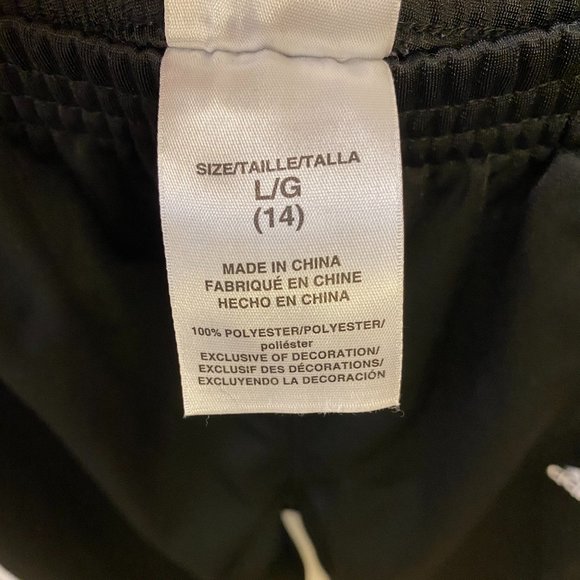 SIZE/TAILLE/TALLA
L/G
(14)
MADE IN CHINA
FABRIQUÉ EN CHINE
HECHO EN CHINA
100% POLYESTER/POLYESTER/
poliéster
EXCLUSIVE OF DECORATION/
EXCLUSIF DES DÉCORATIONS/
EXCLUYENDO LA DECORACIÓN